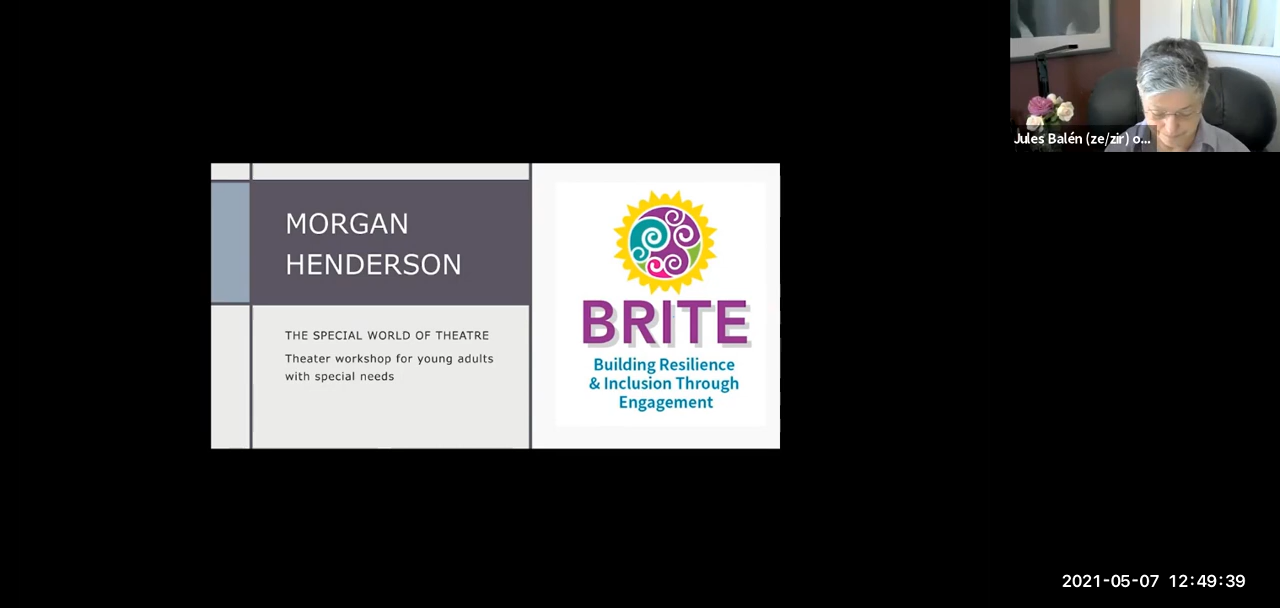 Jules Balén (ze/zir) o...
MORGAN
HENDERSON
THE SPECIAL WORLD OF THEATRE
Theater workshop for young adults
with special needs
BRITE
Building Resilience
& Inclusion Through
Engagement
2021-05-07 12:49:39